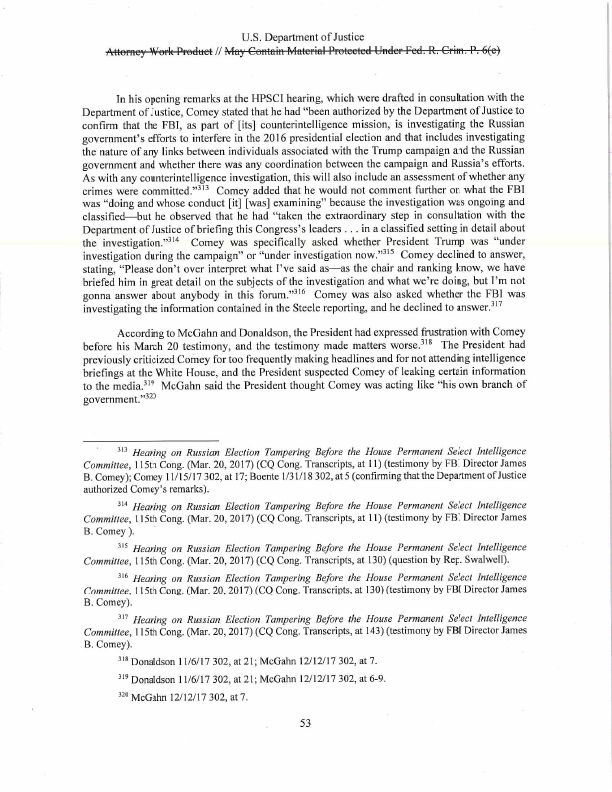 U.S. Department of Justice
Attorney Work Product // May Contain Material Protected Under Fed. R. Crim. P. 6(e)
In his opening remarks at the HPSCI hearing, which were drafted in consultation with the
Department of Justice, Comey stated that he had “been authorized by the Department of Justice to
confirm that the FBI, as part of [its] counterintelligence mission, is investigating the Russian
government’s efforts to interfere in the 2016 presidential election and that includes investigating
the nature of any links between individuals associated with the Trump campaign and the Russian
government and whether there was any coordination between the campaign and Russia’s efforts.
As with any counterintelligence investigation, this will also include an assessment of whether any
crimes were committed.”313 Comey added that he would not comment further on what the FBI
was “doing and whose conduct [it] [was] examining” because the investigation was ongoing and
classified—but he observed that he had “taken the extraordinary step in consultation with the
Department of Justice of briefing this Congress’s leaders . . . in a classified setting in detail about
the investigation.”314 Comey was specifically asked whether President Trump was “under
investigation during the campaign” or “under investigation now.”315 Comey declined to answer,
stating, “Please don’t over interpret what I’ve said as—as the chair and ranking know, we have
briefed him in great detail on the subjects of the investigation and what we’re doing, but I’m not
gonna answer about anybody in this forum.”316 Comey was also asked whether the FBI was
investigating the information contained in the Steele reporting, and he declined to answer.317
According to McGahn and Donaldson, the President had expressed frustration with Comey
before his March 20 testimony, and the testimony made matters worse.318 The President had
previously criticized Comey for too frequently making headlines and for not attending intelligence
briefings at the White House, and the President suspected Comey of leaking certain information
to the media.319 McGahn said the President thought Comey was acting like “his own branch of
government.”320
313 Hearing on Russian Election Tampering Before the House Permanent Select Intelligence
Committee, 115th Cong. (Mar. 20, 2017) (CQ Cong. Transcripts, at 11) (testimony by FBI Director James
B. Comey); Comey 11/15/17 302, at 17; Boente 1/31/18 302, at 5 (confirming that the Department of Justice
authorized Comey’s remarks).
314 Hearing on Russian Election Tampering Before the House Permanent Select Intelligence
Committee, 115th Cong. (Mar. 20, 2017) (CQ Cong. Transcripts, at 11) (testimony by FBI Director James
B. Comey ).
315 Hearing on Russian Election Tampering Before the House Permanent Select Intelligence
Committee, 115th Cong. (Mar. 20, 2017) (CQ Cong. Transcripts, at 130) (question by Rep. Swalwell).
316 Hearing on Russian Election Tampering Before the House Permanent Select Intelligence
Committee, 115th Cong. (Mar. 20, 2017) (CQ Cong. Transcripts, at 130) (testimony by FBI Director James
B. Comey).
317 Hearing on Russian Election Tampering Before the House Permanent Select Intelligence
Committee, 115th Cong. (Mar. 20, 2017) (CQ Cong. Transcripts, at 143) (testimony by FBI Director James
B. Comey).
318 Donaldson 11/6/17 302, at 21; McGahn 12/12/17 302, at 7.
319 Donaldson 11/6/17 302, at 21; McGahn 12/12/17 302, at 6-9.
320 McGahn 12/12/17 302, at 7.
53